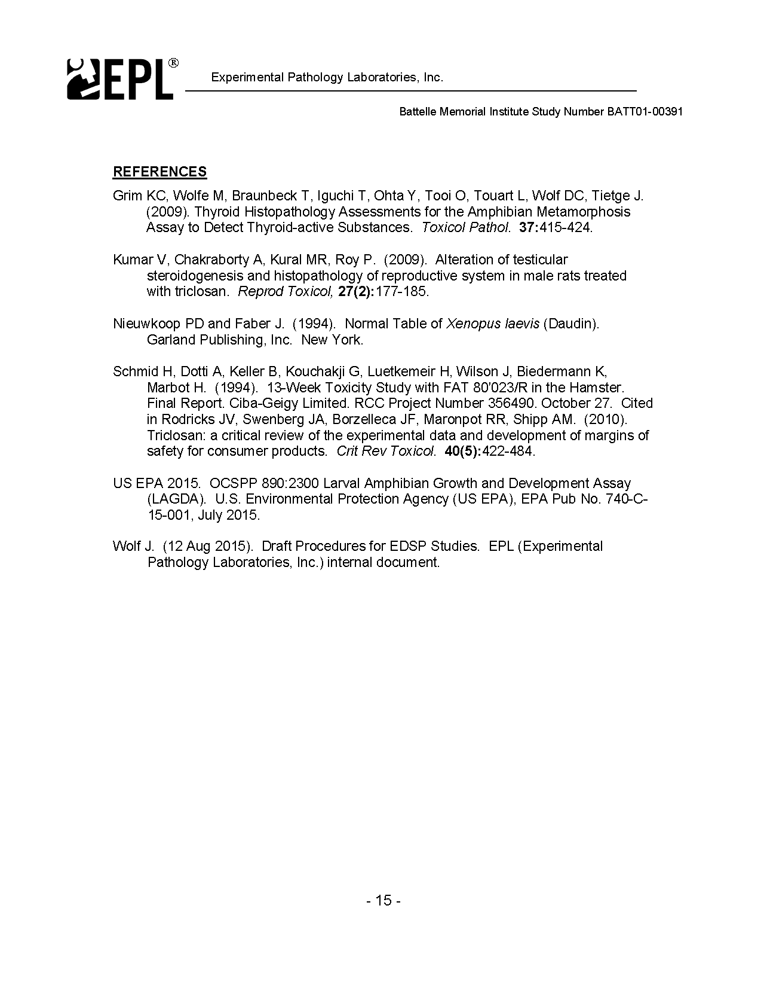 EPL®
Experimental Pathology Laboratories, Inc.
Battelle Memorial Institute Study Number BATT01-00391
REFERENCES
Grim KC, Wolfe M, Braunbeck T, Iguchi T, Ohta Y, Tooi O, Touart L, Wolf DC, Tietge J.
(2009). Thyroid Histopathology Assessments for the Amphibian Metamorphosis
Assay to Detect Thyroid-active Substances. Toxicol Pathol. 37:415-424.
Kumar V, Chakraborty A, Kural MR, Roy P. (2009). Alteration of testicular
steroidogenesis and histopathology of reproductive system in male rats treated
with triclosan. Reprod Toxicol, 27(2):177-185.
Nieuwkoop PD and Faber J. (1994). Normal Table of Xenopus laevis (Daudin).
Garland Publishing, Inc. New York.
Schmid H, Dotti A, Keller B, Kouchakji G, Luetkemeir H, Wilson J, Biedermann K,
Marbot H. (1994). 13-Week Toxicity Study with FAT 80'023/R in the Hamster.
Final Report. Ciba-Geigy Limited. RCC Project Number 356490. October 27. Cited
in Rodricks JV, Swenberg JA, Borzelleca JF, Maronpot RR, Shipp AM. (2010).
Triclosan: a critical review of the experimental data and development of margins of
safety for consumer products. Crit Rev Toxicol. 40(5):422-484.
US EPA 2015. OCSPP 890:2300 Larval Amphibian Growth and Development Assay
(LAGDA). U.S. Environmental Protection Agency (US EPA), EPA Pub No. 740-C-
15-001, July 2015.
Wolf J. (12 Aug 2015). Draft Procedures for EDSP Studies. EPL (Experimental
Pathology Laboratories, Inc.) internal document.
- 15 -